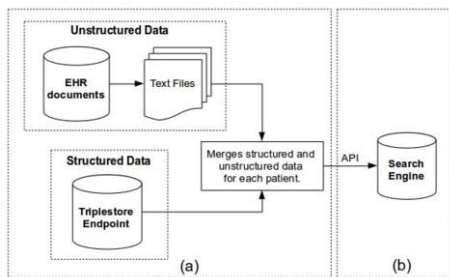 Unstructured Data
EHR
documents
Text Files
Structured Data
Triplestore
Endpoint
Merges structured and
unstructured data
for each patient.
API
Search
Engine
(a)
(b)